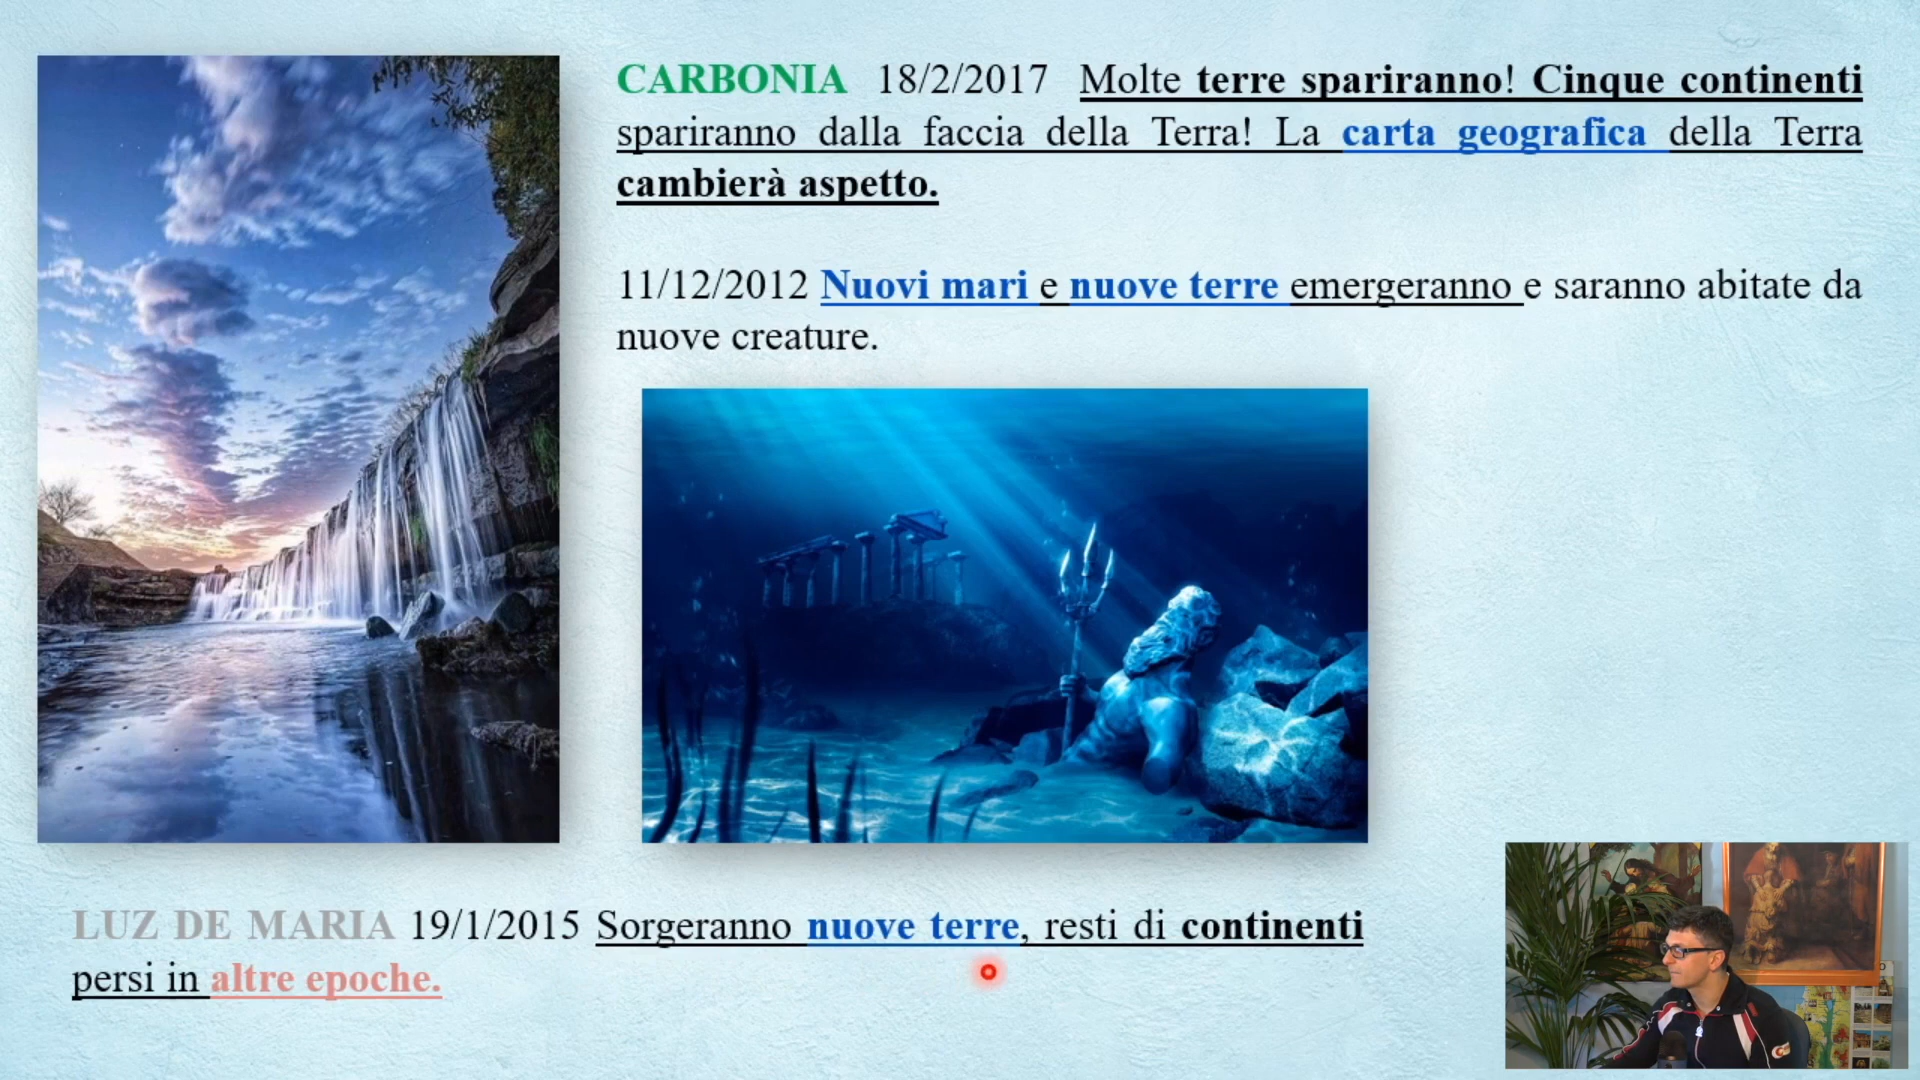 CARBONIA 18/2/2017 Molte terre spariranno! Cinque continenti
spariranno dalla faccia della Terra! La carta geografica della Terra
cambierà aspetto.
11/12/2012 Nuovi mari e nuove terre emergeranno e saranno abitate da
nuove creature.
LUZ DE MARIA 19/1/2015 Sorgeranno nuove terre, resti di continenti
persi in altre epoche.